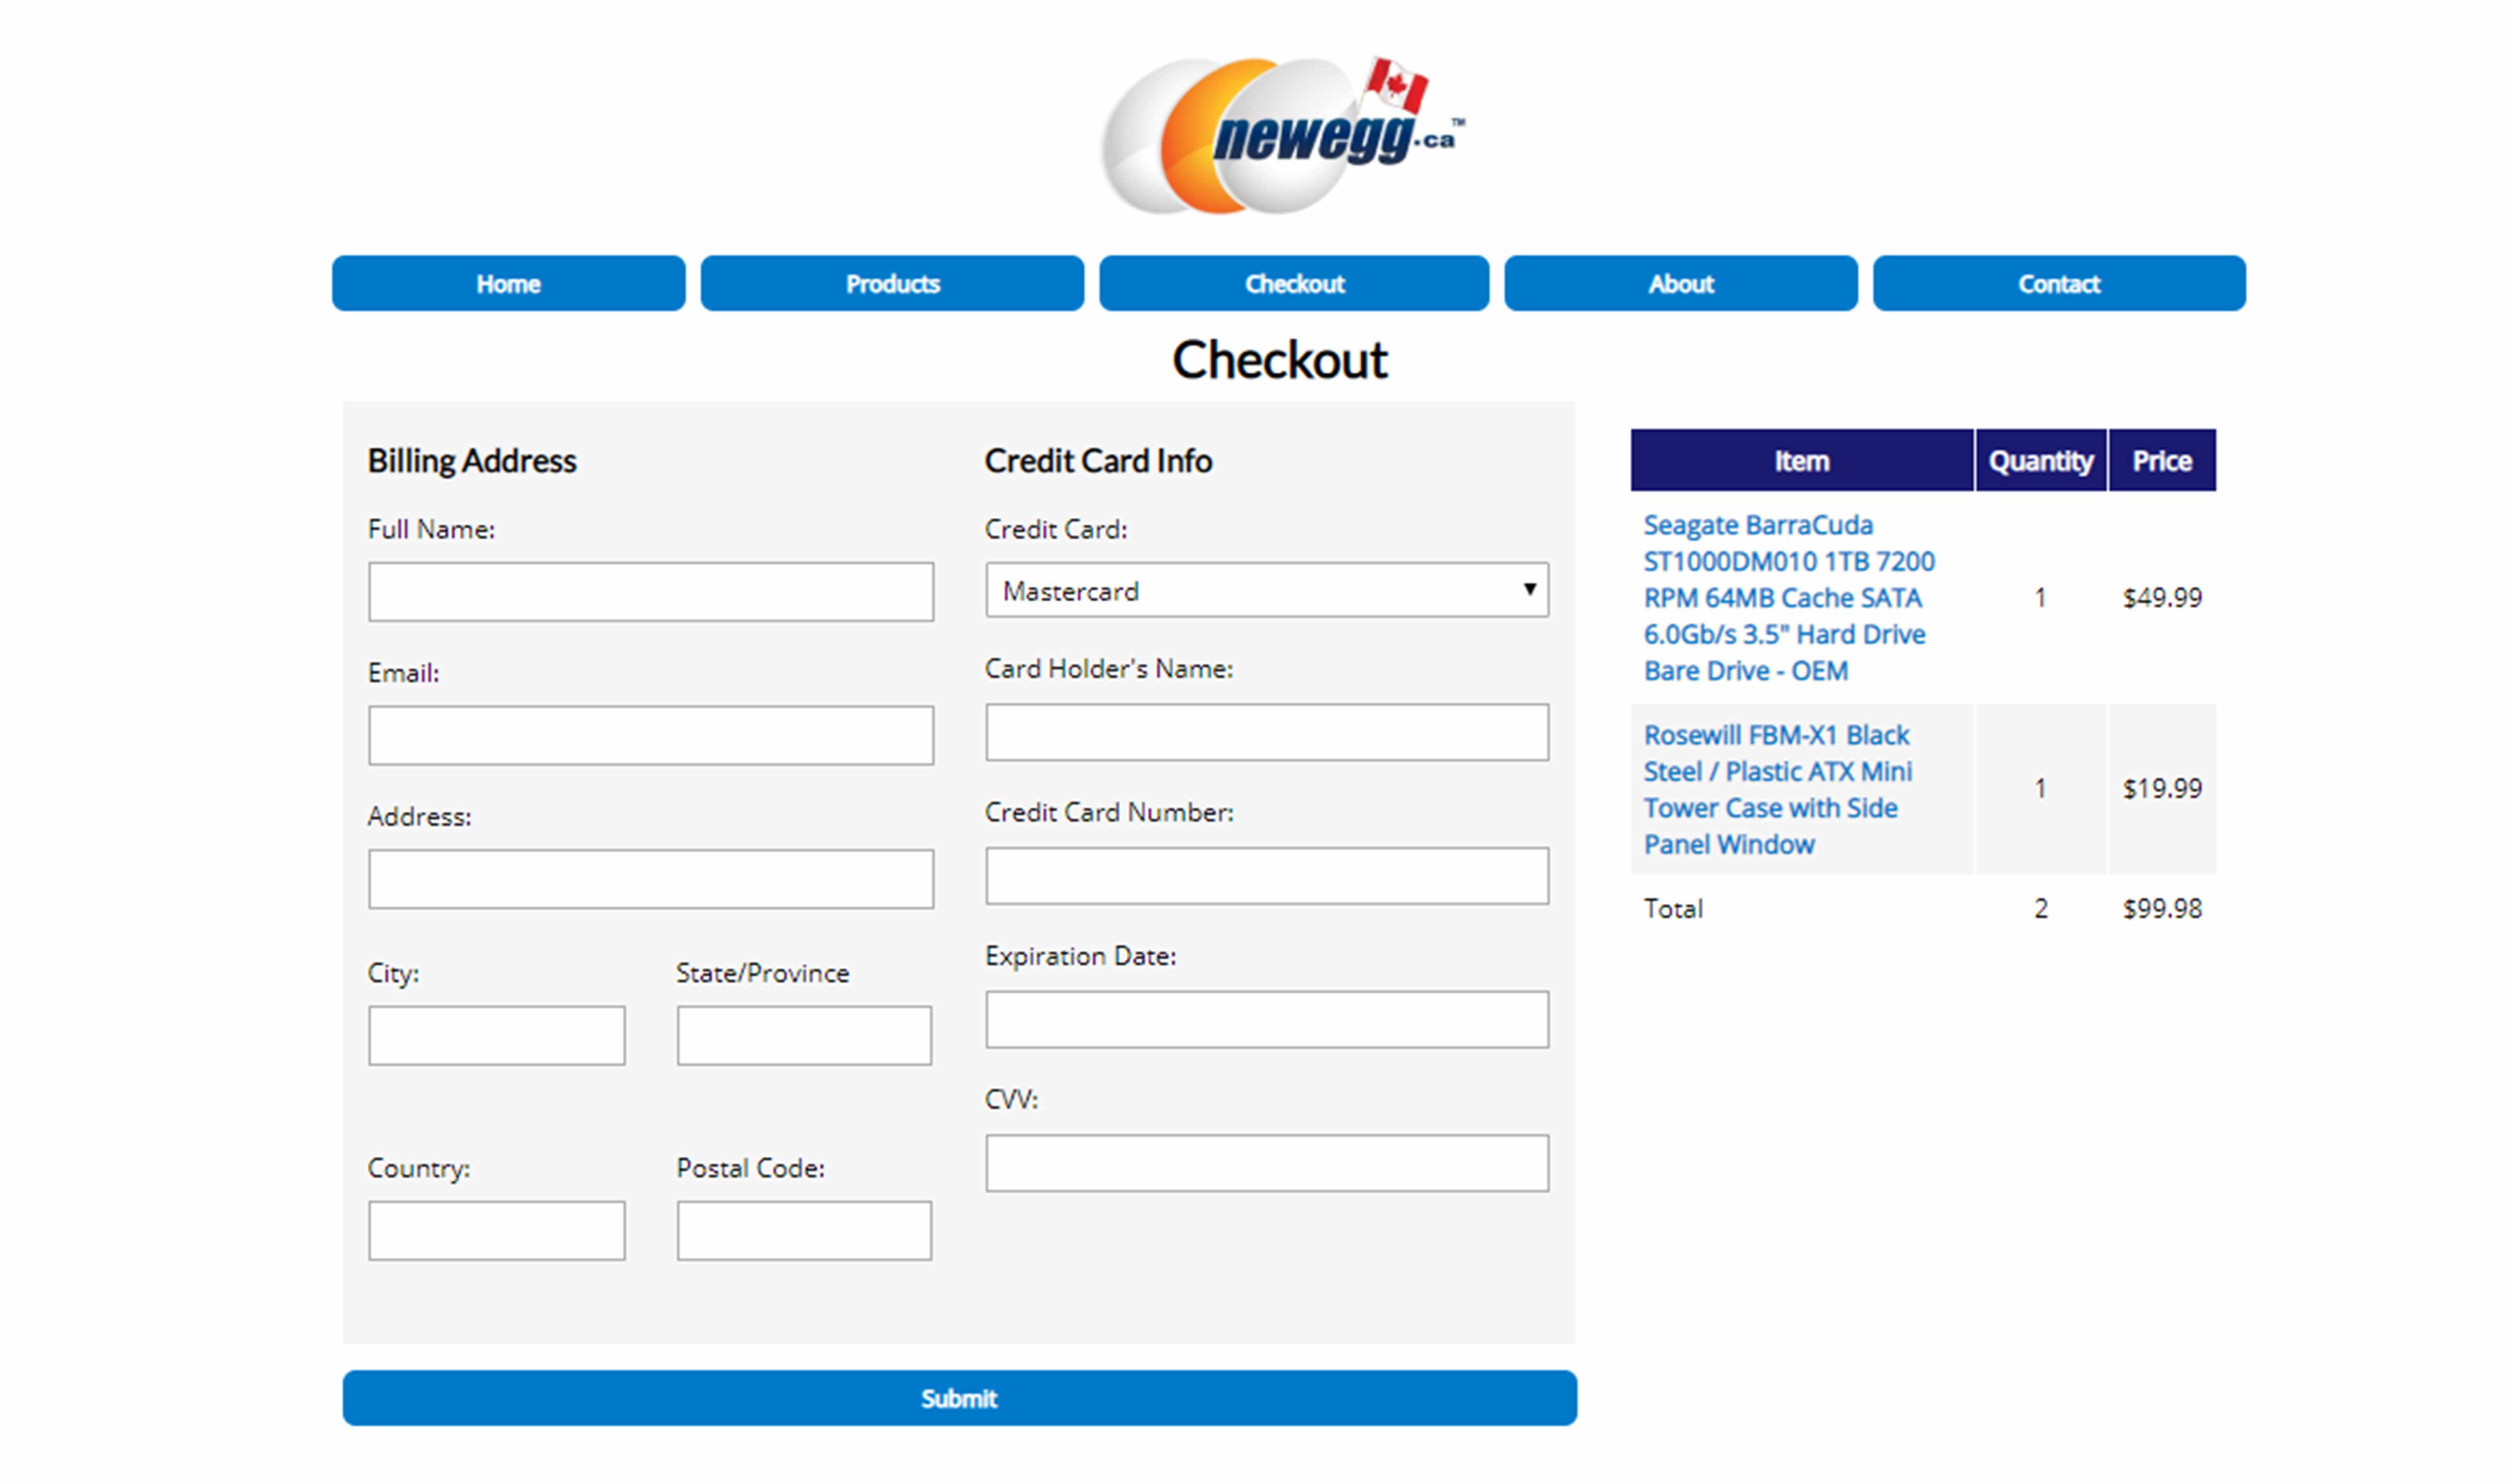 newegg.ca™
Home
Products
Checkout
About
Contact
Checkout
Billing Address
Full Name:
Email:
Address:
City:
State/Province
Country:
Postal Code:
Credit Card Info
Credit Card:
Mastercard
Card Holder's Name:
Credit Card Number:
Expiration Date:
CVV:
Submit
Item Quantity Price
Seagate BarraCuda
ST1000DM010 1TB 7200
RPM 64MB Cache SATA
6.0Gb/s 3.5" Hard Drive
Bare Drive - OEM
1
$49.99
Rosewill FBM-X1 Black
Steel / Plastic ATX Mini
Tower Case with Side
Panel Window
1
$19.99
Total 2 $99.98